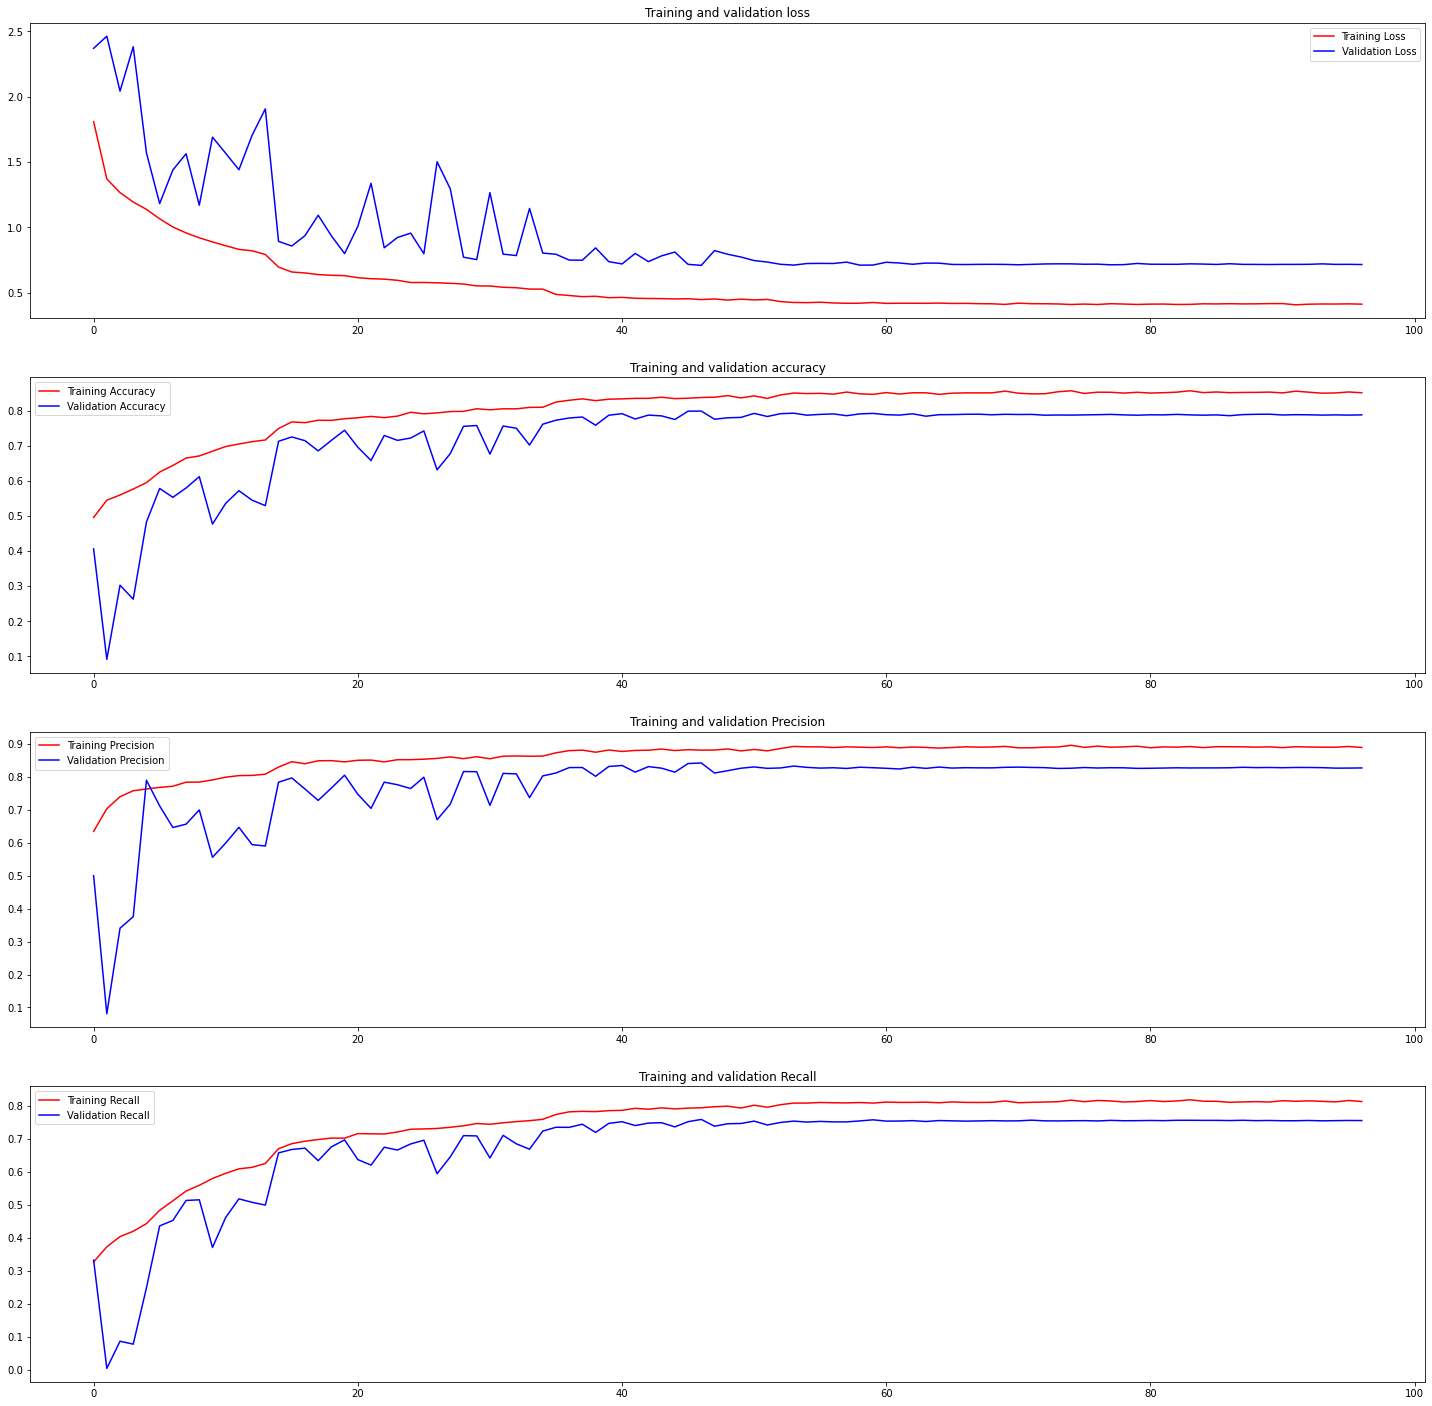 Training and validation loss
Training Loss
Validation Loss
2.5
2.0
1.5
1.0
0.5
0 20 40 60 80 100
Training and validation accuracy
Training Accuracy
Validation Accuracy
0.8
0.7
0.6
0.5
0.4
0.3
0.2
0.1
0 20 40 60 80 100
Training and validation Precision
Training Precision
Validation Precision
0.9
0.8
0.7
0.6
0.5
0.4
0.3
0.2
0.1
0 20 40 60 80 100
Training and validation Recall
Training Recall
Validation Recall
0.8
0.7
0.6
0.5
0.4
0.3
0.2
0.1
0.0
0 20 40 60 80 100